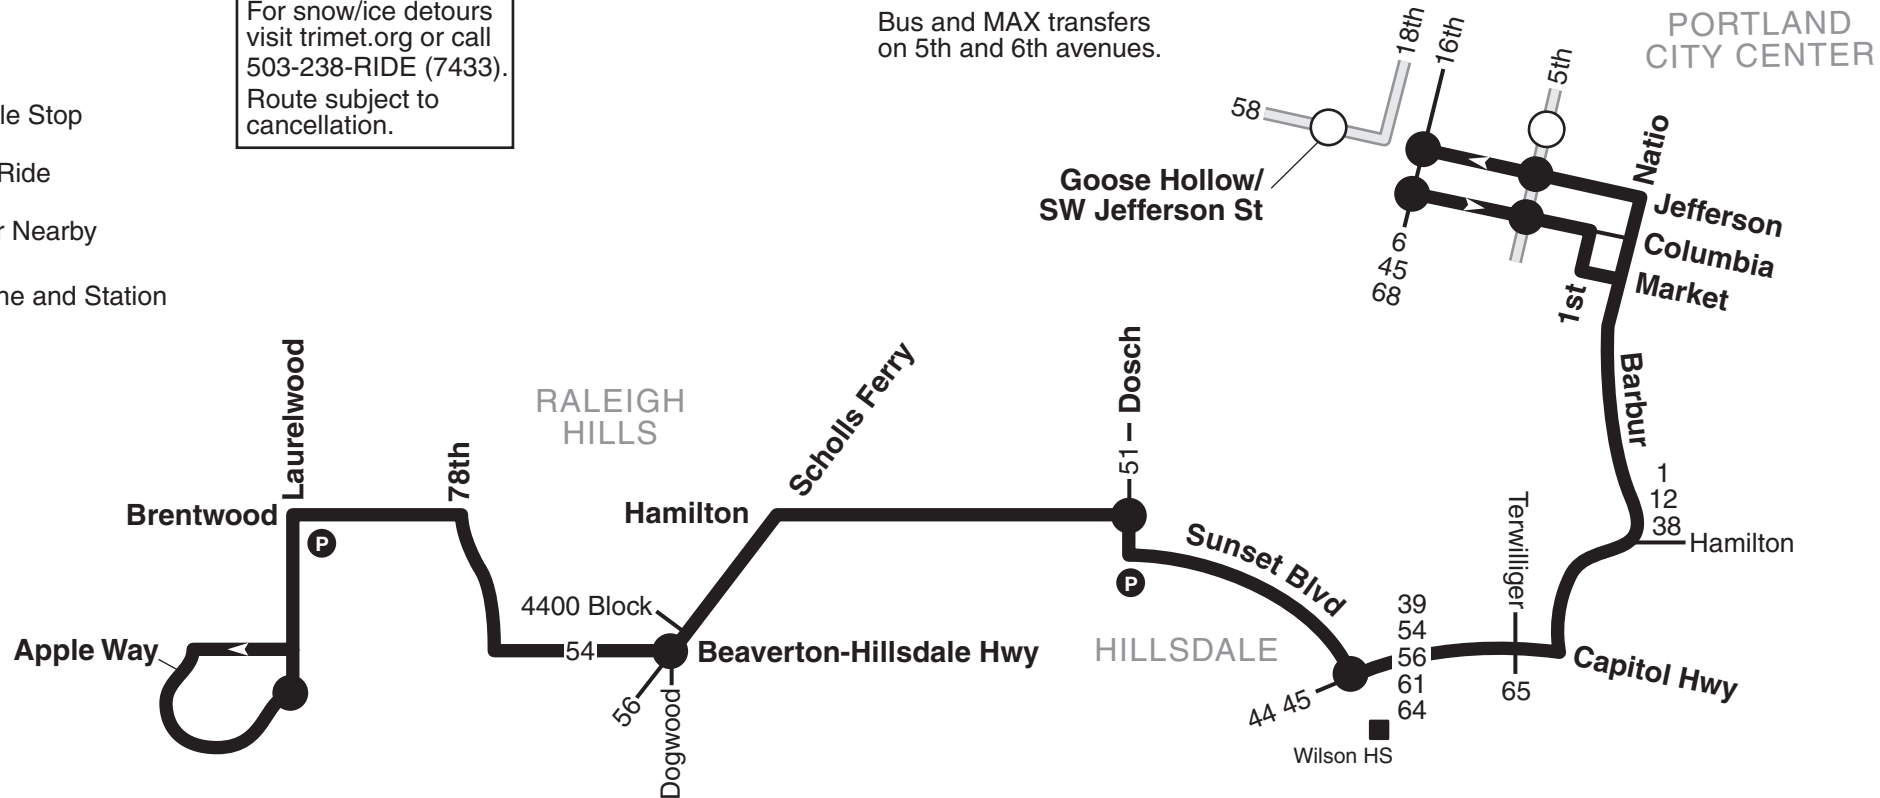 For snow/ice detours
visit trimet.org or call
503-238-RIDE (7433).
Route subject to
cancellation.
Bus and MAX transfers
on 5th and 6th avenues.
PORTLAND
CITY CENTER
le Stop
Ride
r Nearby
ne and Station
18th
16th
5th
58
Natio
Goose Hollow/
SW Jefferson St
Jefferson
Columbia
Market
1st
6
45
68
Barbur
1
12
38
Hamilton
Laurelwood
RALEIGH
HILLS
78th
Scholls Ferry
Dosch
51
Brentwood
P
Hamilton
P
Sunset Blvd
Terwilliger
4400 Block
54
Beaverton-Hillsdale Hwy
HILLSDALE
39
54
56
61
64
65
Capitol Hwy
Apple Way
56
Dogwood
44 45
Wilson HS